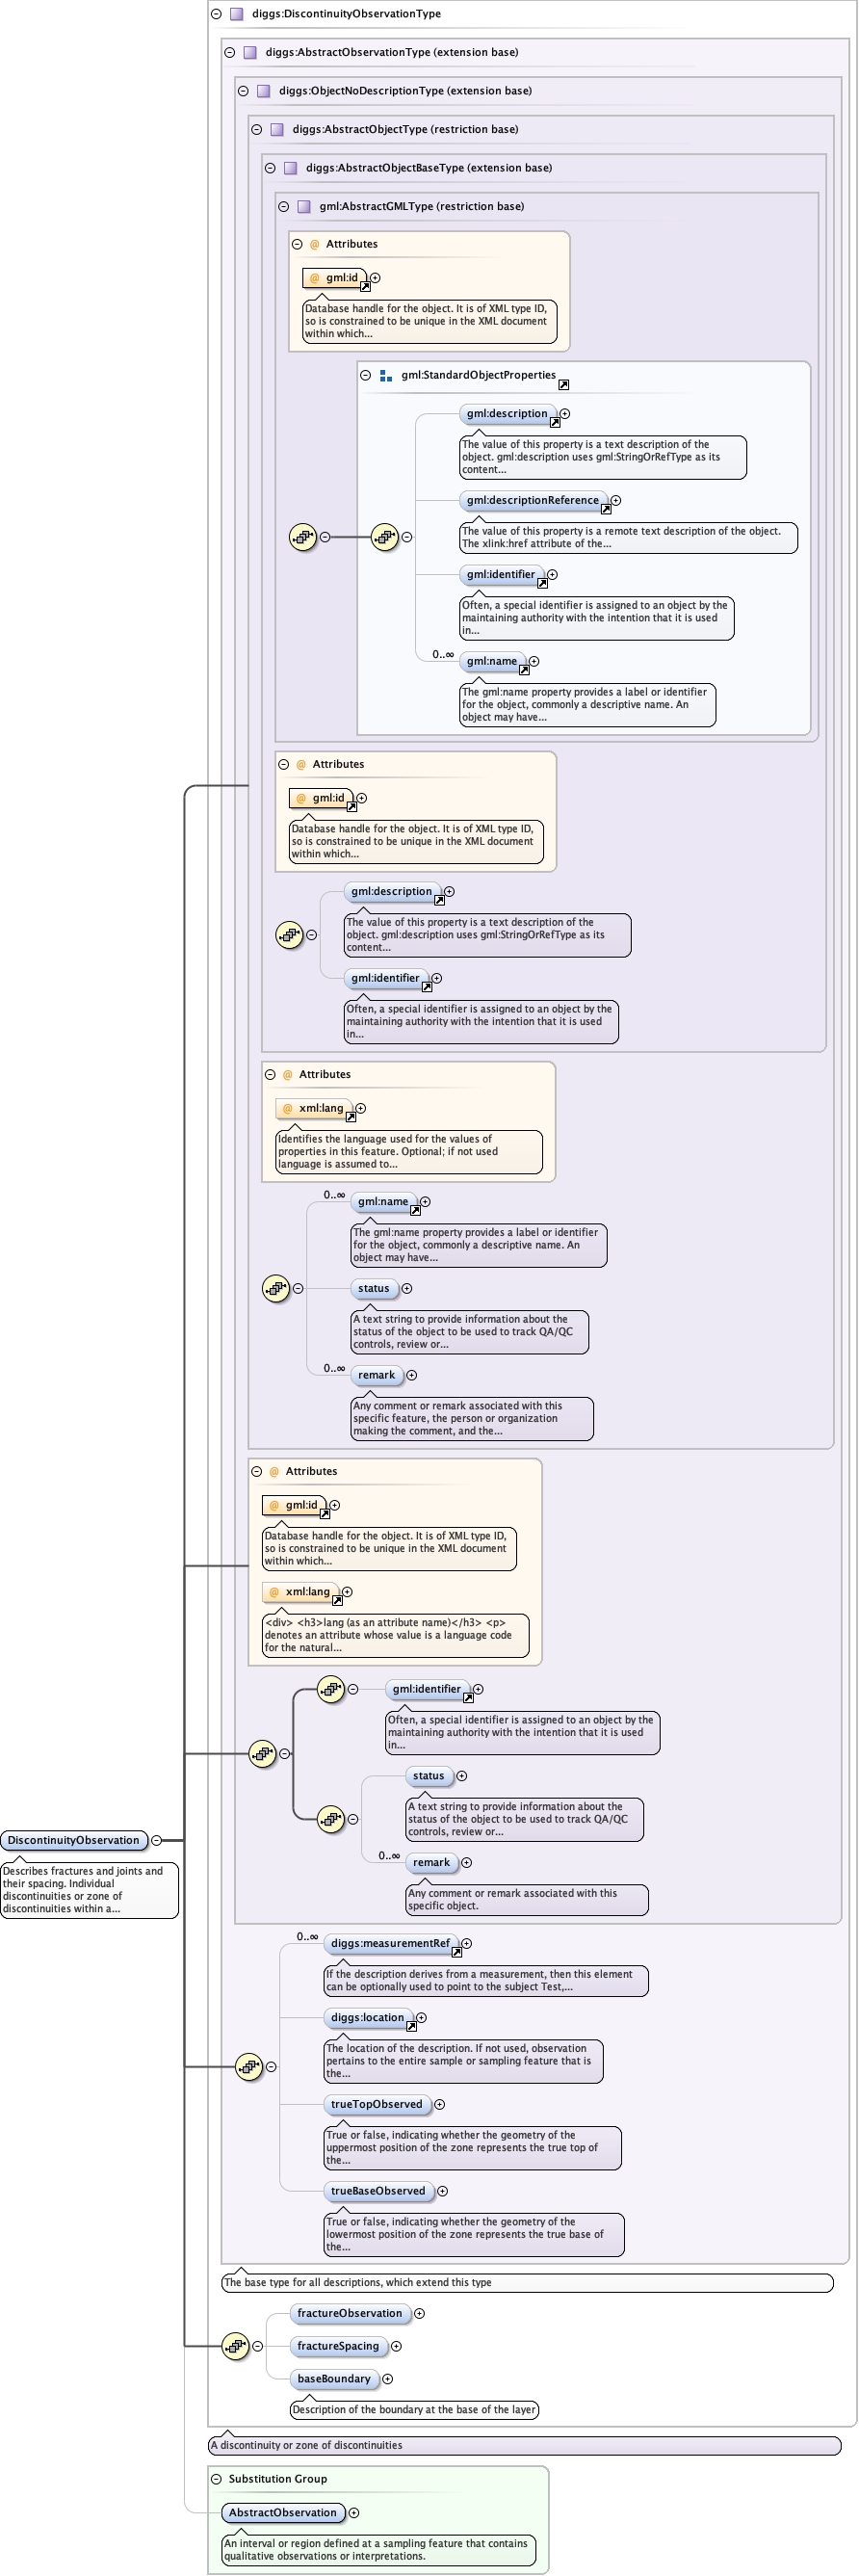 diggs:DiscontinuityObservationType
diggs:AbstractObservationType (extension base)
diggs:ObjectNoDescriptionType (extension base)
diggs:AbstractObjectType (restriction base)
diggs:AbstractObjectBaseType (extension base)
gml:AbstractGMLType (restriction base)
@ Attributes
@ gml:id
Database handle for the object. It is of XML type ID,
so is constrained to be unique in the XML document
within which...
gml:StandardObjectProperties
gml:description
The value of this property is a text description of the
object. gml:description uses gml:StringOrRefType as its
content...
gml:descriptionReference
The value of this property is a remote text description of the object.
The xlink:href attribute of the...
gml:identifier
Often, a special identifier is assigned to an object by the
maintaining authority with the intention that it is used
in...
0..∞
gml:name
The gml:name property provides a label or identifier
for the object, commonly a descriptive name. An
object may have...
@ Attributes
@ gml:id
Database handle for the object. It is of XML type ID,
so is constrained to be unique in the XML document
within which...
gml:description
The value of this property is a text description of the
object. gml:description uses gml:StringOrRefType as its
content...
gml:identifier
Often, a special identifier is assigned to an object by the
maintaining authority with the intention that it is used
in...
@ Attributes
@ xml:lang
Identifies the language used for the values of
properties in this feature. Optional; if not used
language is assumed to...
0..∞
gml:name
The gml:name property provides a label or identifier
for the object, commonly a descriptive name. An
object may have...
status
A text string to provide information about the
status of the object to be used to track QA/QC
controls, review or...
0..∞
remark
Any comment or remark associated with this
specific feature, the person or organization
making the comment, and the...
@ Attributes
@ gml:id
Database handle for the object. It is of XML type ID,
so is constrained to be unique in the XML document
within which...
@ xml:lang
<div> <h3>lang (as an attribute name)</h3> <p>
denotes an attribute whose value is a language code
for the natural...
gml:identifier
Often, a special identifier is assigned to an object by the
maintaining authority with the intention that it is used
in...
status
A text string to provide information about the
status of the object to be used to track QA/QC
controls, review or...
0..∞
remark
Any comment or remark associated with this
specific object.
DiscontinuityObservation
Describes fractures and joints and
their spacing. Individual
discontinuities or zone of
discontinuities within a...
0..∞
diggs:measurementRef
If the description derives from a measurement, then this element
can be optionally used to point to the subject Test,...
diggs:location
The location of the description. If not used, observation
pertains to the entire sample or sampling feature that is
the...
trueTopObserved
True or false, indicating whether the geometry of the
uppermost position of the zone represents the true top of
the...
trueBaseObserved
True or false, indicating whether the geometry of the
lowermost position of the zone represents the true base of
the...
The base type for all descriptions, which extend this type
fractureObservation
fractureSpacing
baseBoundary
Description of the boundary at the base of the layer
A discontinuity or zone of discontinuities
Substitution Group
AbstractObservation
An interval or region defined at a sampling feature that contains
qualitative observations or interpretations.